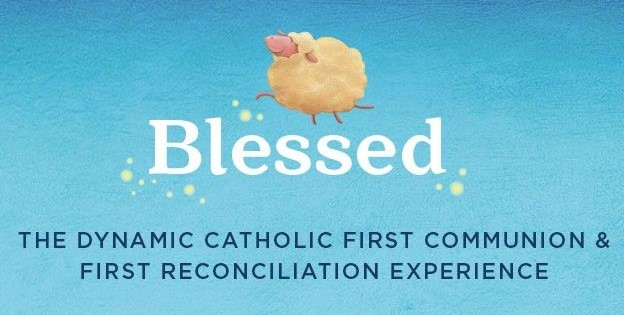 Blessed
THE DYNAMIC CATHOLIC FIRST COMMUNION &
FIRST RECONCILIATION EXPERIENCE